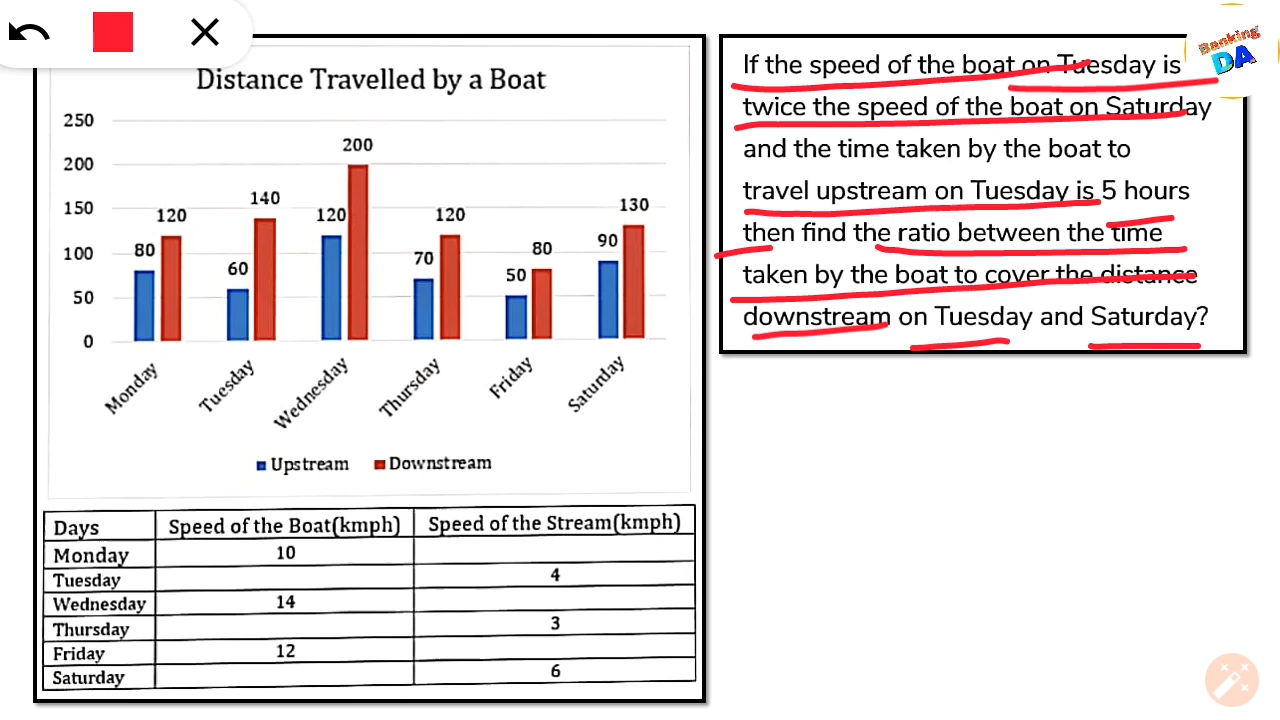 Distance Travelled by a Boat
250
200
150
100
50
0
80
120
60
140
120
200
70
120
50
80
90
130
Monday
Tuesday
Wednesday
Thursday
Friday
Saturday
Upstream
Downstream
Days Speed of the Boat(kmph) Speed of the Stream(kmph)
Monday 10
Tuesday 4
Wednesday 14
Thursday 3
Friday 12
Saturday 6
If the speed of the boat on Tuesday is
twice the speed of the boat on Saturday
and the time taken by the boat to
travel upstream on Tuesday is 5 hours
then find the ratio between the time
taken by the boat to cover the distance
downstream on Tuesday and Saturday?
Banking
DA